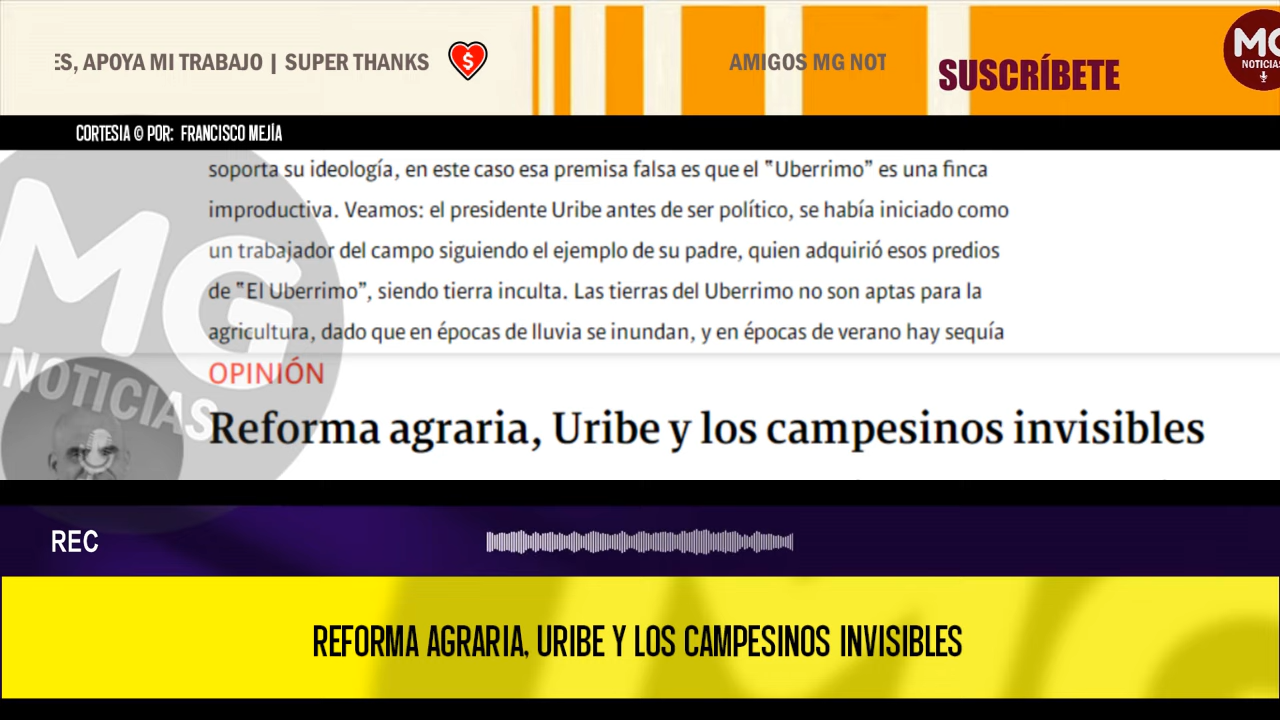 ES, APOYA MI TRABAJO | SUPER THANKS
AMIGOS MG NOT
SUSCRÍBETE
MG
NOTICIAS
CORTESIA © POR: FRANCISCO MEJÍA
soporta su ideología, en este caso esa premisa falsa es que el "Uberrimo” es una finca
improductiva. Veamos: el presidente Uribe antes de ser político, se había iniciado como
un trabajador del campo siguiendo el ejemplo de su padre, quien adquirió esos predios
de "El Uberrimo”, siendo tierra inculta. Las tierras del Uberrimo no son aptas para la
agricultura, dado que en épocas de lluvia se inundan, y en épocas de verano hay sequía
MG
NOTICIAS
OPINIÓN
Reforma agraria, Uribe y los campesinos invisibles
REC
REFORMA AGRARIA, URIBE Y LOS CAMPESINOS INVISIBLES